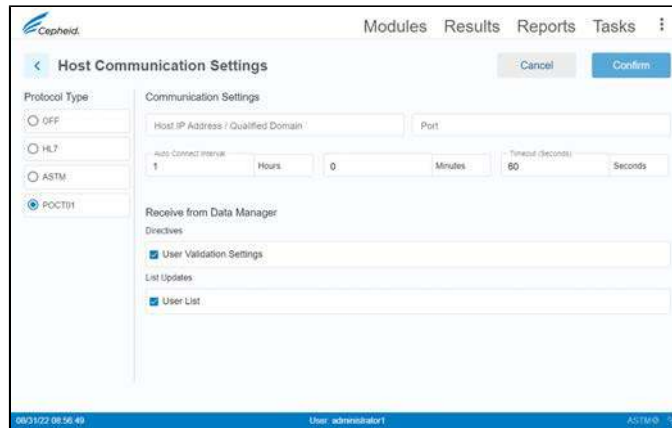 Cepheid.
Modules Results Reports Tasks
Host Communication Settings
Cancel
Confirm
Protocol Type
OFF
HL7
ASTM
POCT01
Communication Settings
Host IP Address / Qualified Domain
Port
Auto Connect Interval
1 Hours
0 Minutes
Timeout (Seconds)
60 Seconds
Receive from Data Manager
Directives
User Validation Settings
List Updates
User List
08/31/22 08:56:49
User: administrator1
ASTM